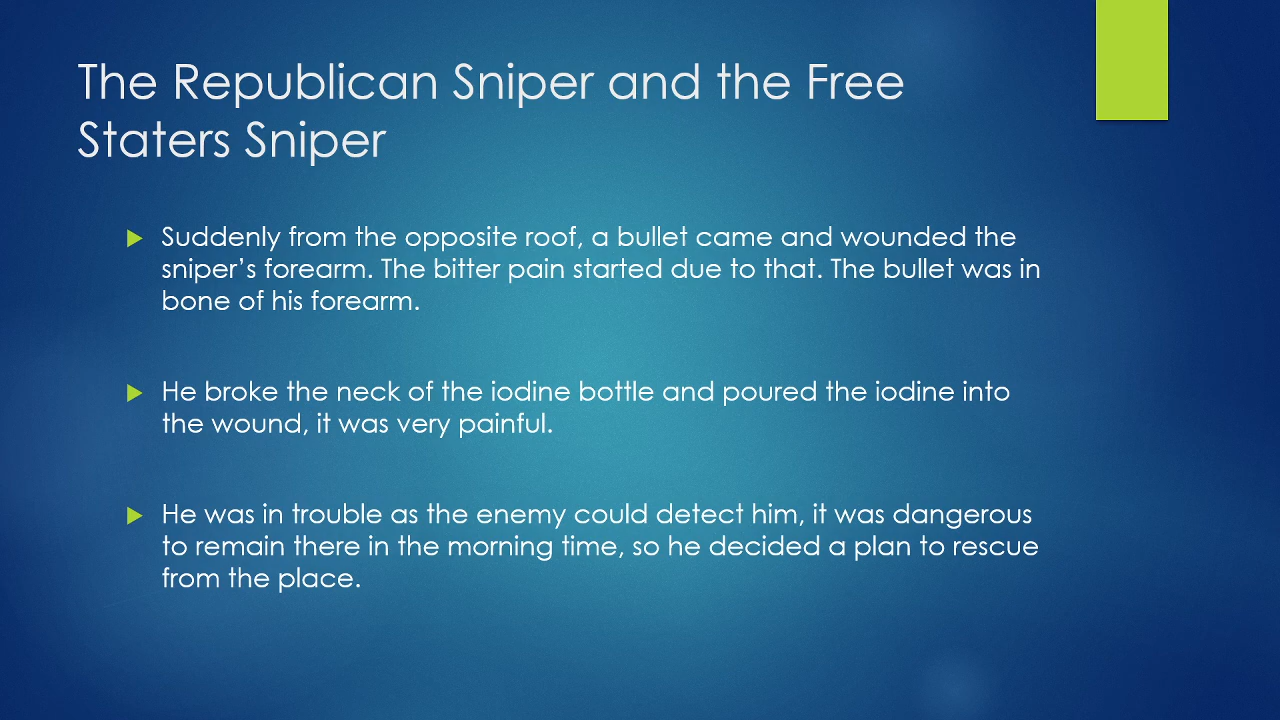 The Republican Sniper and the Free
Staters Sniper
Suddenly from the opposite roof, a bullet came and wounded the
sniper’s forearm. The bitter pain started due to that. The bullet was in
bone of his forearm.
He broke the neck of the iodine bottle and poured the iodine into
the wound, it was very painful.
He was in trouble as the enemy could detect him, it was dangerous
to remain there in the morning time, so he decided a plan to rescue
from the place.